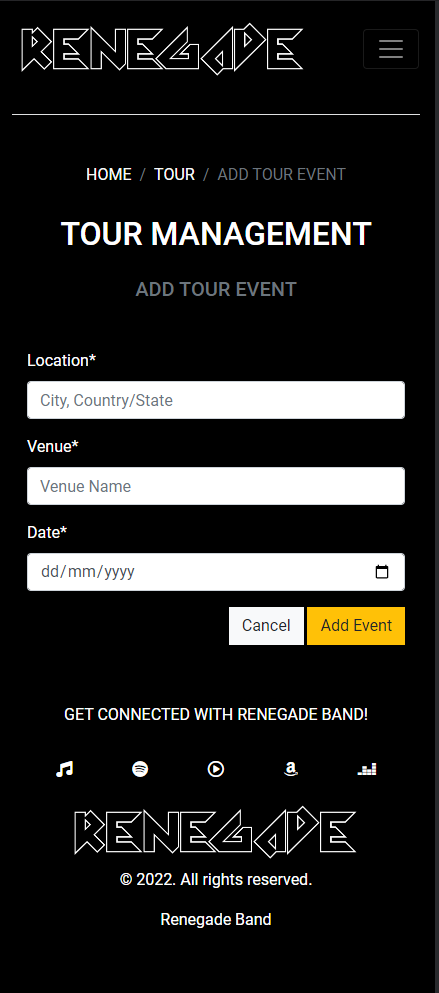 RENEGADE
HOME / TOUR / ADD TOUR EVENT
TOUR MANAGEMENT
ADD TOUR EVENT
Location*
City, Country/State
Venue*
Venue Name
Date*
dd/mm/yyyy
Cancel Add Event
GET CONNECTED WITH RENEGADE BAND!
RENEGADE
© 2022. All rights reserved.
Renegade Band